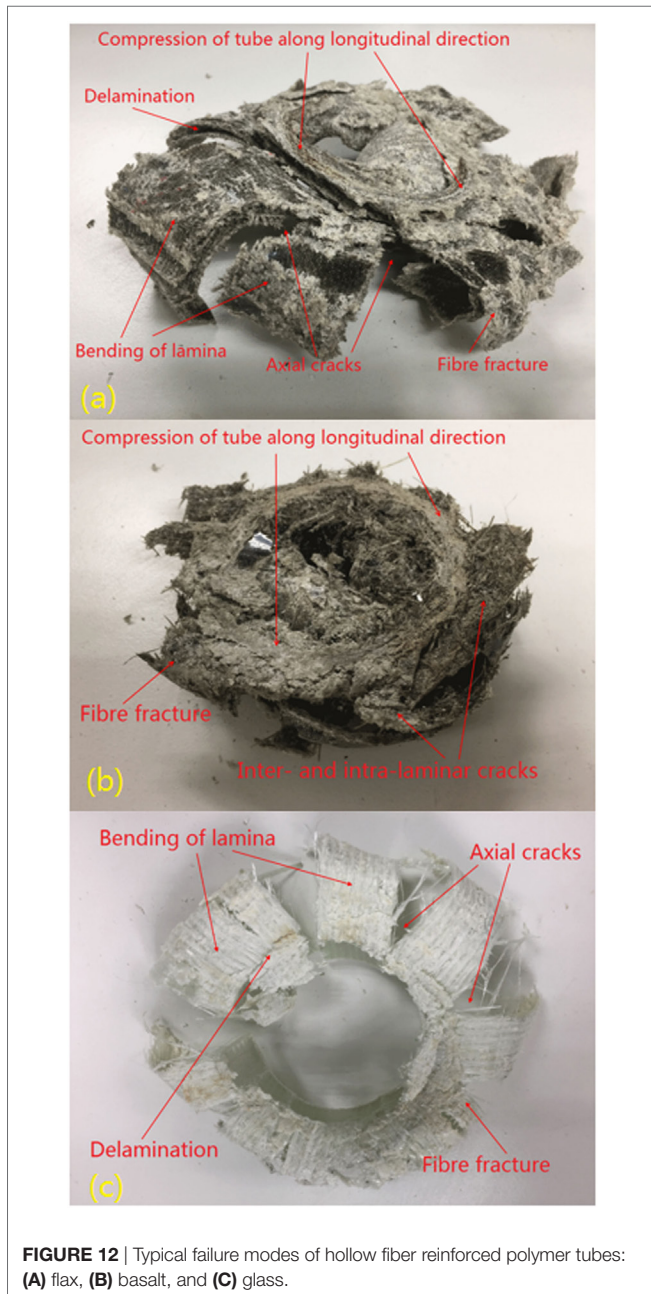 Compression of tube along longitudinal direction
Delamination
Bending of lamina
Axial cracks
Fibre fracture
(a)
Compression of tube along longitudinal direction
Fibre fracture
Inter- and intra-laminar cracks
(b)
Bending of lamina
Axial cracks
Delamination
Fibre fracture
(c)
FIGURE 12 | Typical failure modes of hollow fiber reinforced polymer tubes:
(A) flax, (B) basalt, and (C) glass.